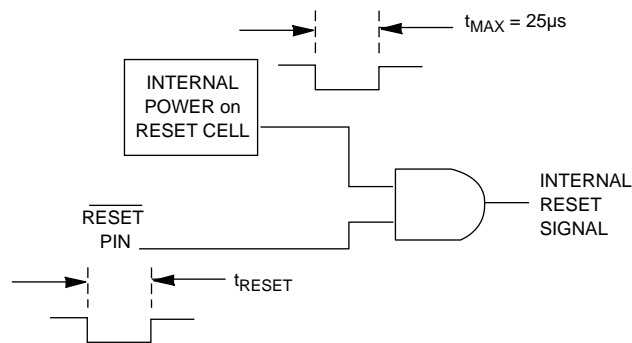 t_MAX = 25µs
INTERNAL
POWER on
RESET CELL
INTERNAL
RESET
SIGNAL
RESET
PIN
t_RESET